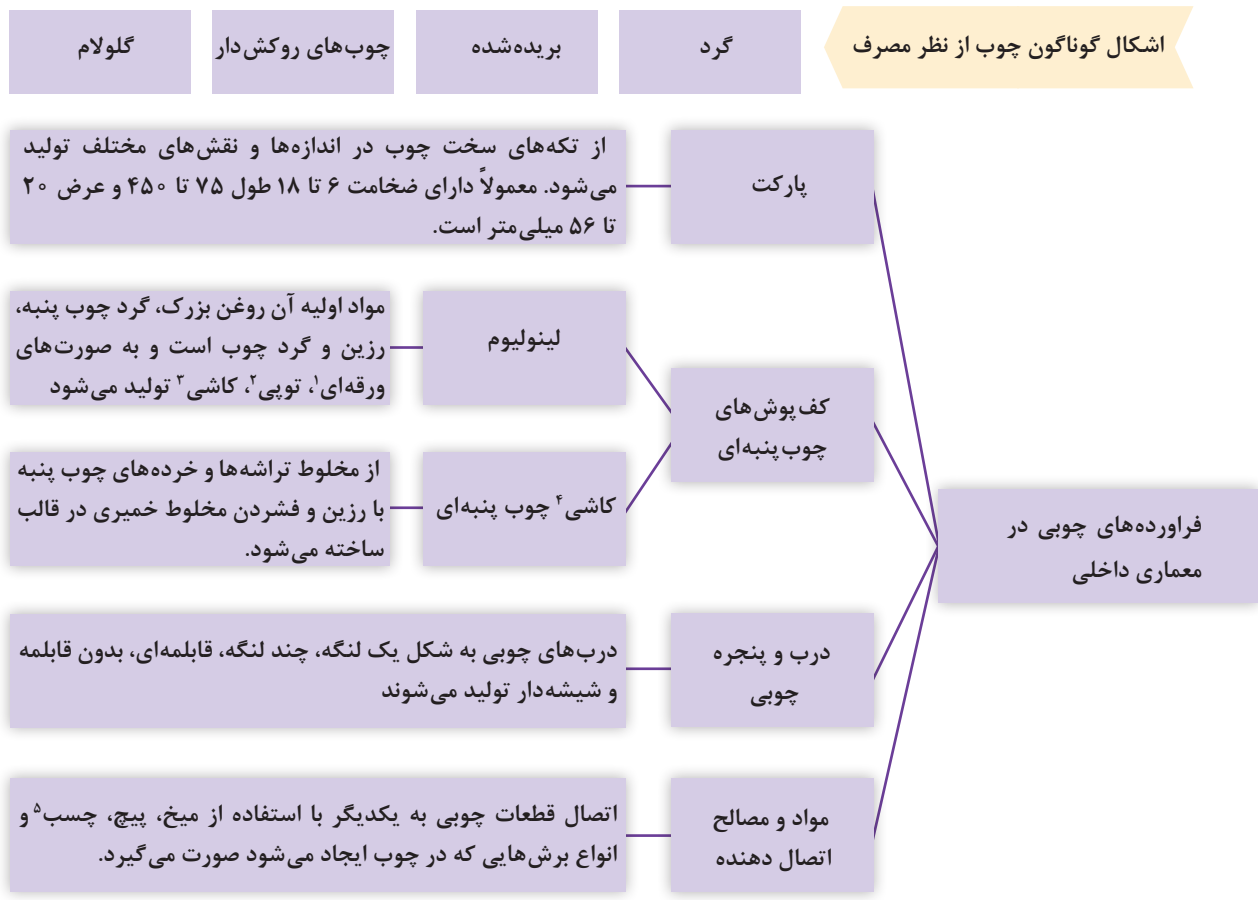 اشکال گوناگون چوب از نظر مصرف
گرد
بریده‌شده
چوب‌های روکش‌دار
گلولام
فراورده‌های چوبی در
معماری داخلی
پارکت
از تکه‌های سخت چوب در اندازه‌ها و نقش‌های مختلف تولید
می‌شود. معمولاً دارای ضخامت ۶ تا ۱۸ طول ۷۵ تا ۴۵۰ و عرض ۲۰
تا ۵۶ میلی‌متر است.
کف‌پوش‌های
چوب‌پنبه‌ای
لینولیوم
مواد اولیه آن روغن بزرک، گرد چوب پنبه،
رزین و گرد چوب است و به صورت‌های
ورقه‌ای۱، توپی۲، کاشی۳ تولید می‌شود
کاشی۴ چوب پنبه‌ای
از مخلوط تراشه‌ها و خرده‌های چوب پنبه
با رزین و فشردن مخلوط خمیری در قالب
ساخته می‌شود.
درب و پنجره
چوبی
درب‌های چوبی به شکل یک لنگه، چند لنگه، قابلمه‌ای، بدون قابلمه
و شیشه‌دار تولید می‌شوند
مواد و مصالح
اتصال دهنده
اتصال قطعات چوبی به یکدیگر با استفاده از میخ، پیچ، چسب۵ و
انواع برش‌هایی که در چوب ایجاد می‌شود صورت می‌گیرد.